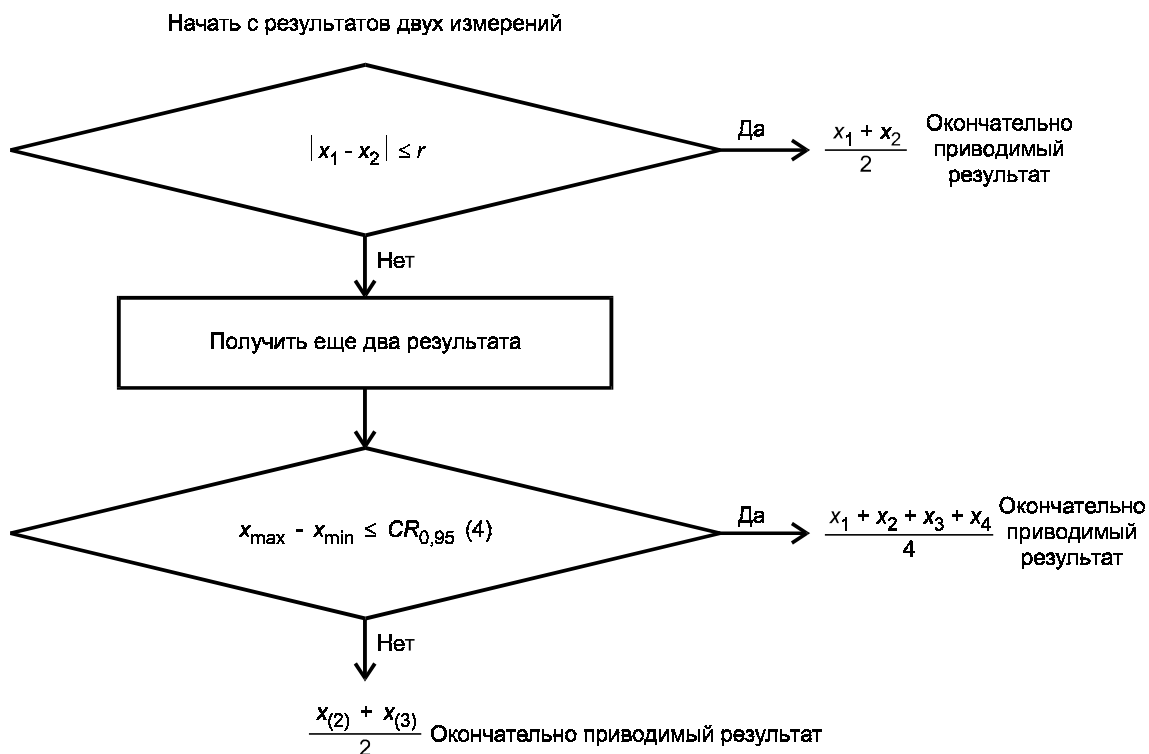 Начать с результатов двух измерений
| x₁ - x₂ | ≤ r
Да
x₁ + x₂
2
Окончательно
приводимый
результат
Нет
Получить еще два результата
xmax - xmin ≤ CR0,95 (4)
Да
x₁ + x₂ + x₃ + x₄
4
Окончательно
приводимый
результат
Нет
x(2) + x(3)
2
Окончательно приводимый результат